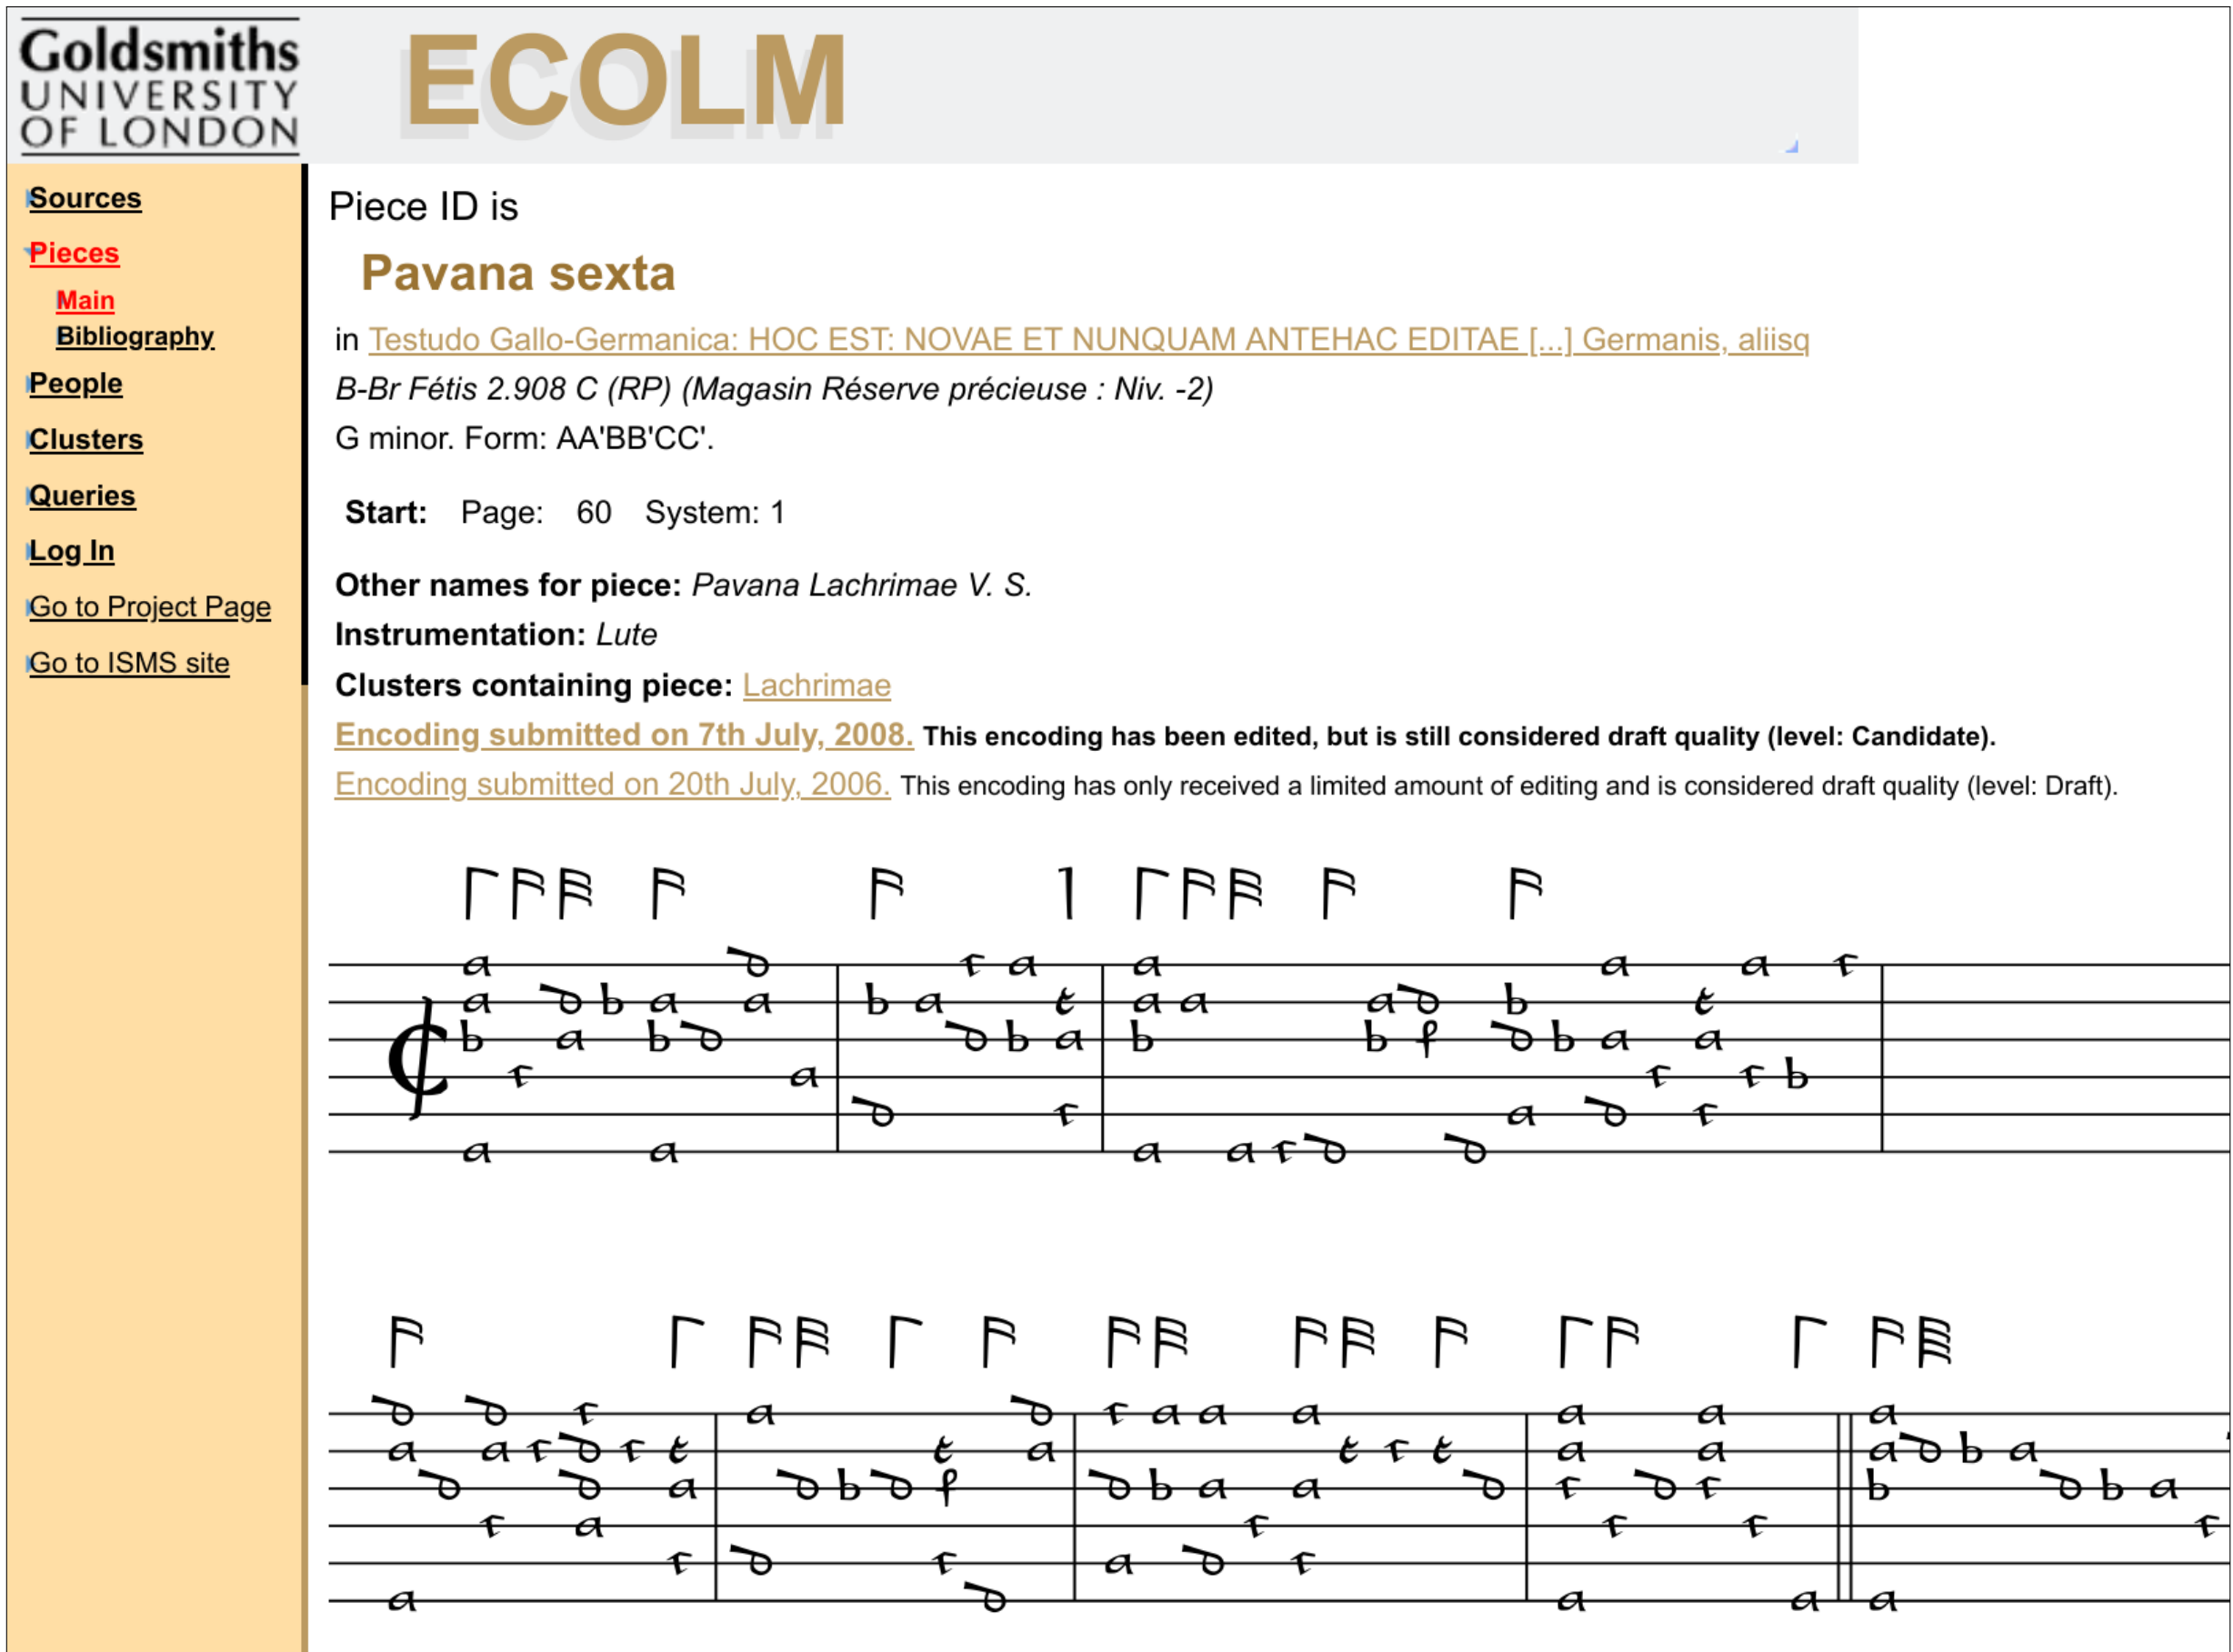 Goldsmiths
UNIVERSITY
OF LONDON
ECOLM
Sources
Pieces
Main
Bibliography
People
Clusters
Queries
Log In
Go to Project Page
Go to ISMS site
Piece ID is
Pavana sexta
in Testudo Gallo-Germanica: HOC EST: NOVAE ET NUNQUAM ANTEHAC EDITAE [...] Germanis, aliisq
B-Br Fétis 2.908 C (RP) (Magasin Réserve précieuse : Niv. -2)
G minor. Form: AA'BB'CC'.
Start: Page: 60 System: 1
Other names for piece: Pavana Lachrimae V. S.
Instrumentation: Lute
Clusters containing piece: Lachrimae
Encoding submitted on 7th July, 2008. This encoding has been edited, but is still considered draft quality (level: Candidate).
Encoding submitted on 20th July, 2006. This encoding has only received a limited amount of editing and is considered draft quality (level: Draft).